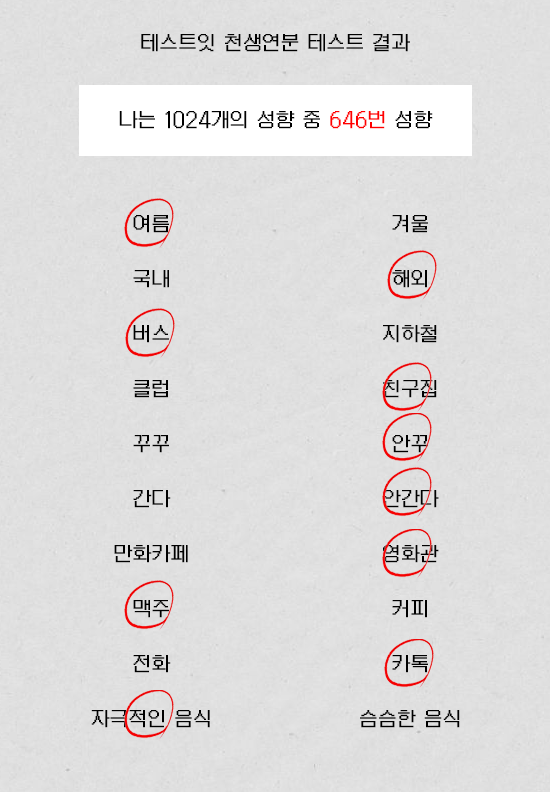 테스트잇 천생연분 테스트 결과
나는 1024개의 성향 중 646번 성향
여름 겨울
국내 해외
버스 지하철
클럽 친구집
꾸꾸 안꾸
간다 안간다
만화카페 영화관
맥주 커피
전화 카톡
자극적인 음식 슴슴한 음식